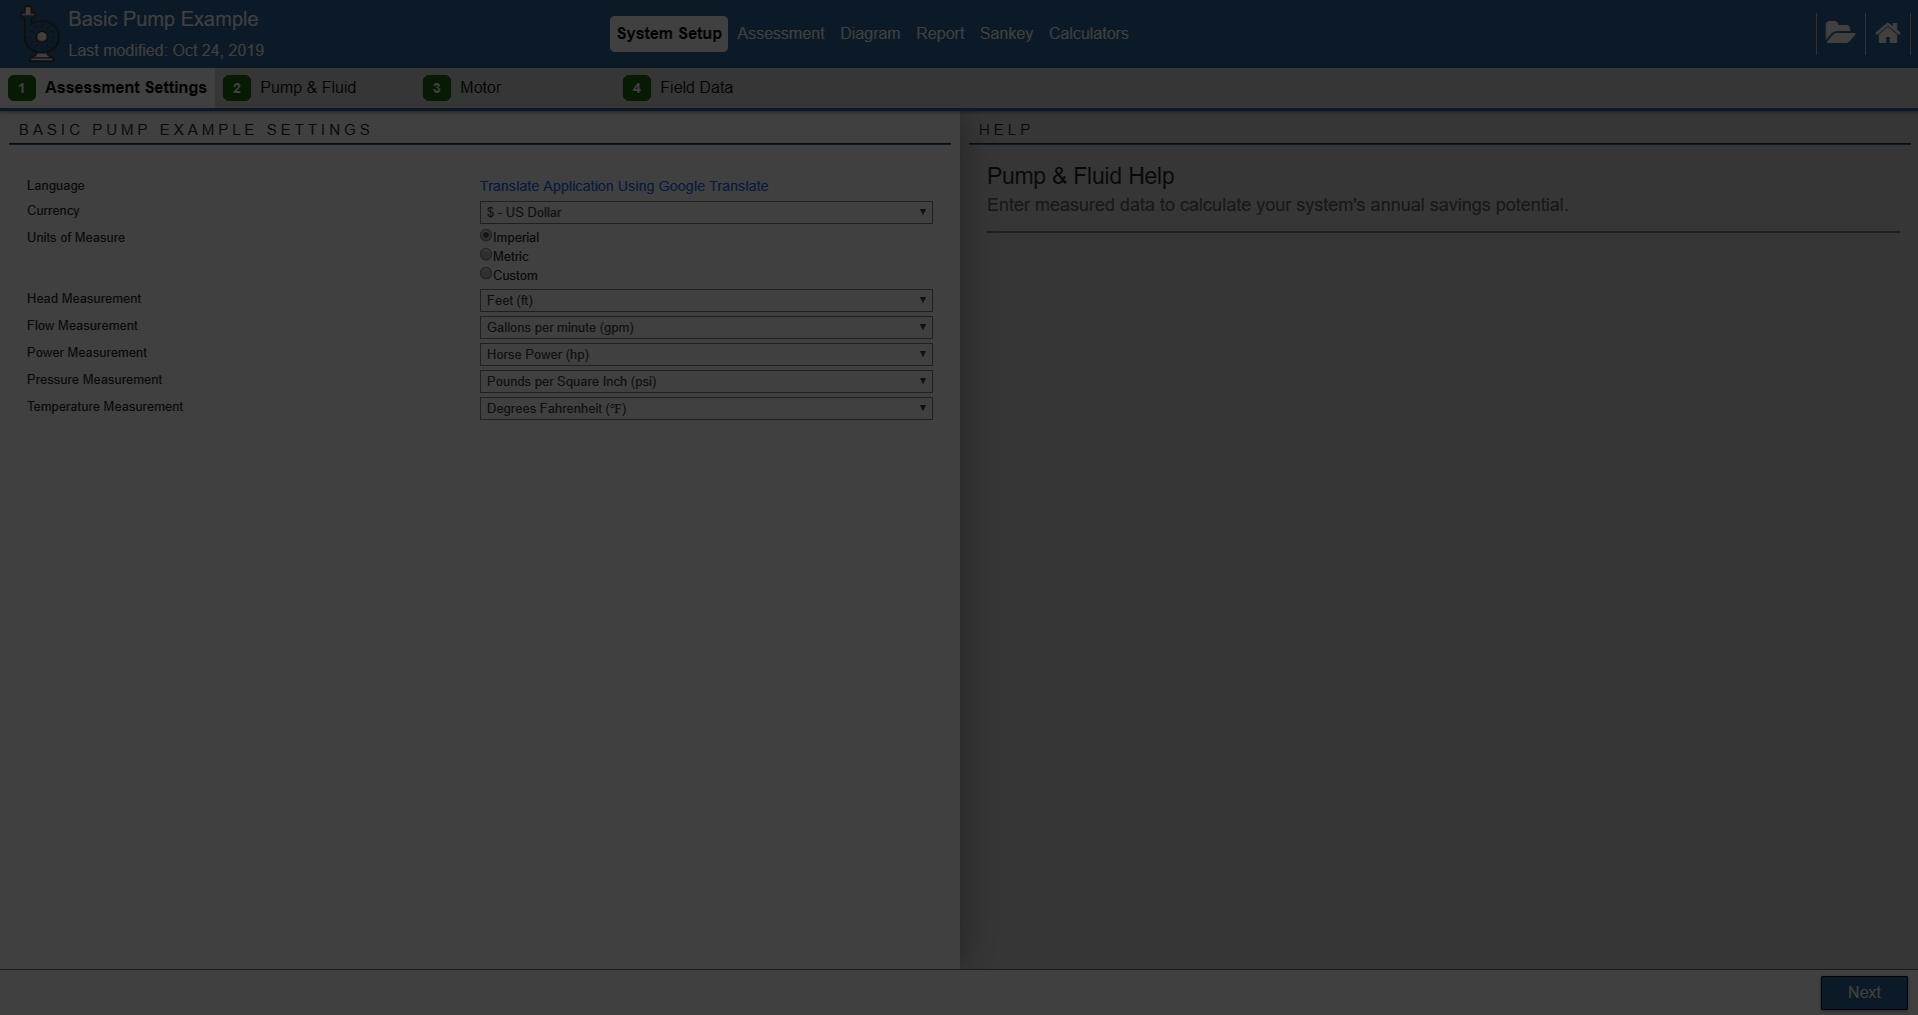 Basic Pump Example
Last modified: Oct 24, 2019
System Setup Assessment Diagram Report Sankey Calculators
1 Assessment Settings 2 Pump & Fluid 3 Motor 4 Field Data
BASIC PUMP EXAMPLE SETTINGS
Language Translate Application Using Google Translate
Currency $ - US Dollar
Units of Measure Imperial
Metric
Custom
Head Measurement Feet (ft)
Flow Measurement Gallons per minute (gpm)
Power Measurement Horse Power (hp)
Pressure Measurement Pounds per Square Inch (psi)
Temperature Measurement Degrees Fahrenheit (℉)
HELP
Pump & Fluid Help
Enter measured data to calculate your system's annual savings potential.
Next